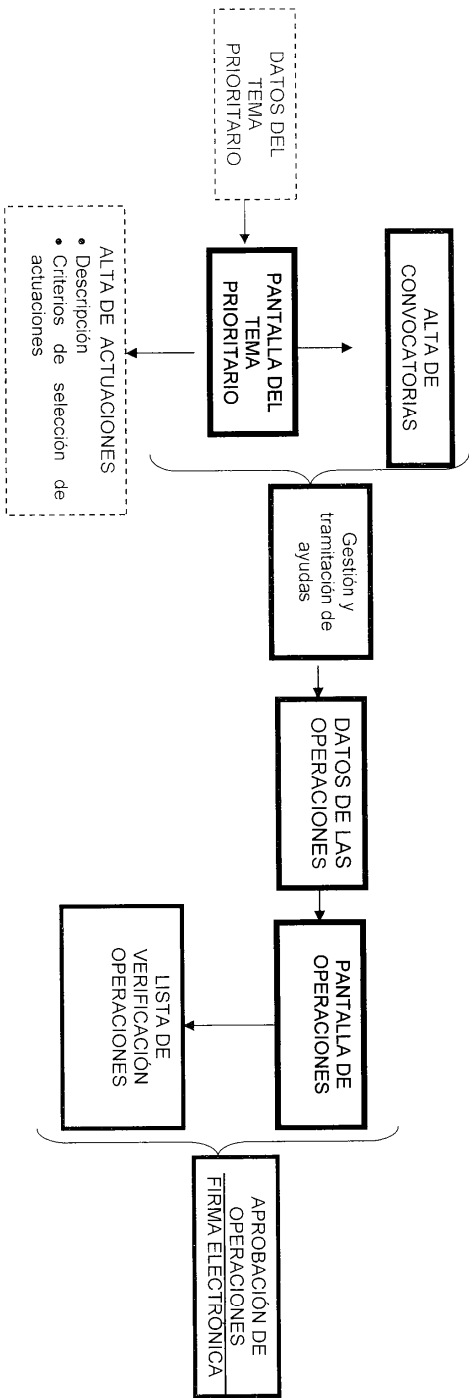 DATOS DEL
TEMA
PRIORITARIO
ALTA DE
CONVOCATORIAS
PANTALLA DEL
TEMA
PRIORITARIO
ALTA DE ACTUACIONES
• Descripción
• Criterios de selección de
actuaciones
Gestión y
tramitación de
ayudas
DATOS DE LAS
OPERACIONES
PANTALLA DE
OPERACIONES
LISTA DE
VERIFICACIÓN
OPERACIONES
APROBACIÓN DE
OPERACIONES
FIRMA ELECTRÓNICA